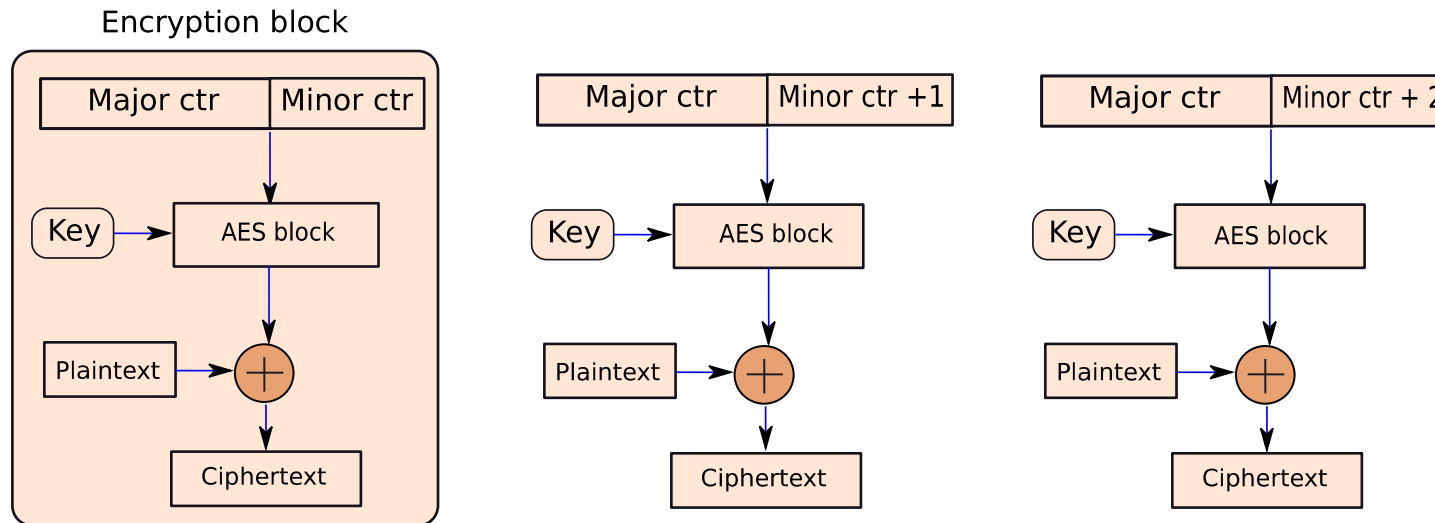 Encryption block
Major ctr Minor ctr
Key
AES block
Plaintext
Ciphertext
Major ctr Minor ctr +1
Key
AES block
Plaintext
Ciphertext
Major ctr Minor ctr + 2
Key
AES block
Plaintext
Ciphertext